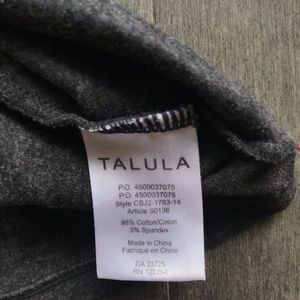 TALULA
P.O. 4500037075
P.O. 4500037076
Style CSJ2-1783-14
Article 50136
95% Cotton/Coton
5% Spandex
Made in China
Fabriqué en Chine
CA 23725
RN 122354